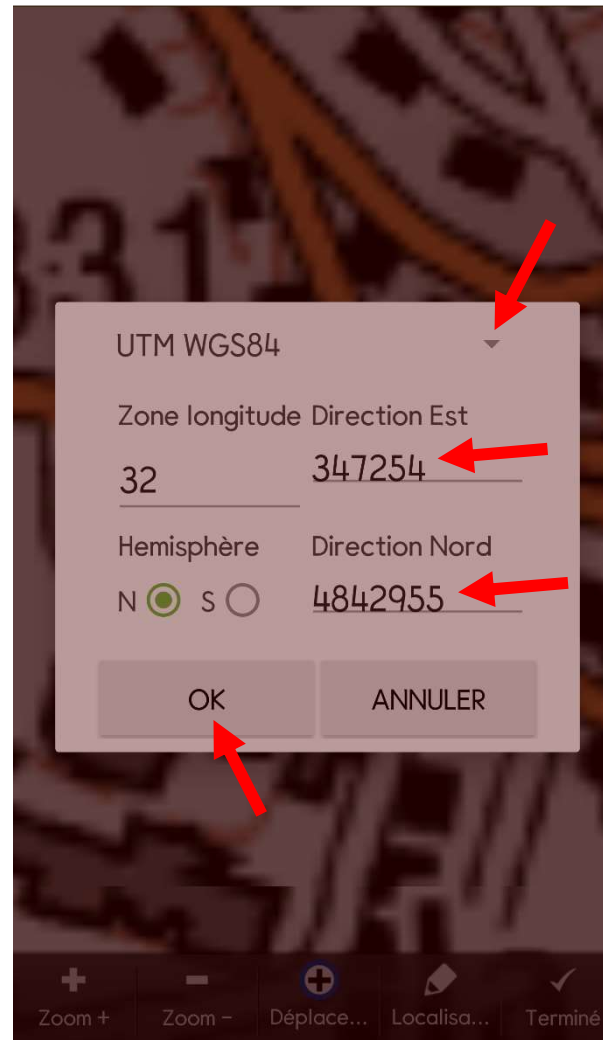 31
UTM WGS84
Zone longitude Direction Est
32 347254
Hemisphère Direction Nord
N S 4842955
OK ANNULER
Zoom + Zoom - Déplace... Localisa... Terminé